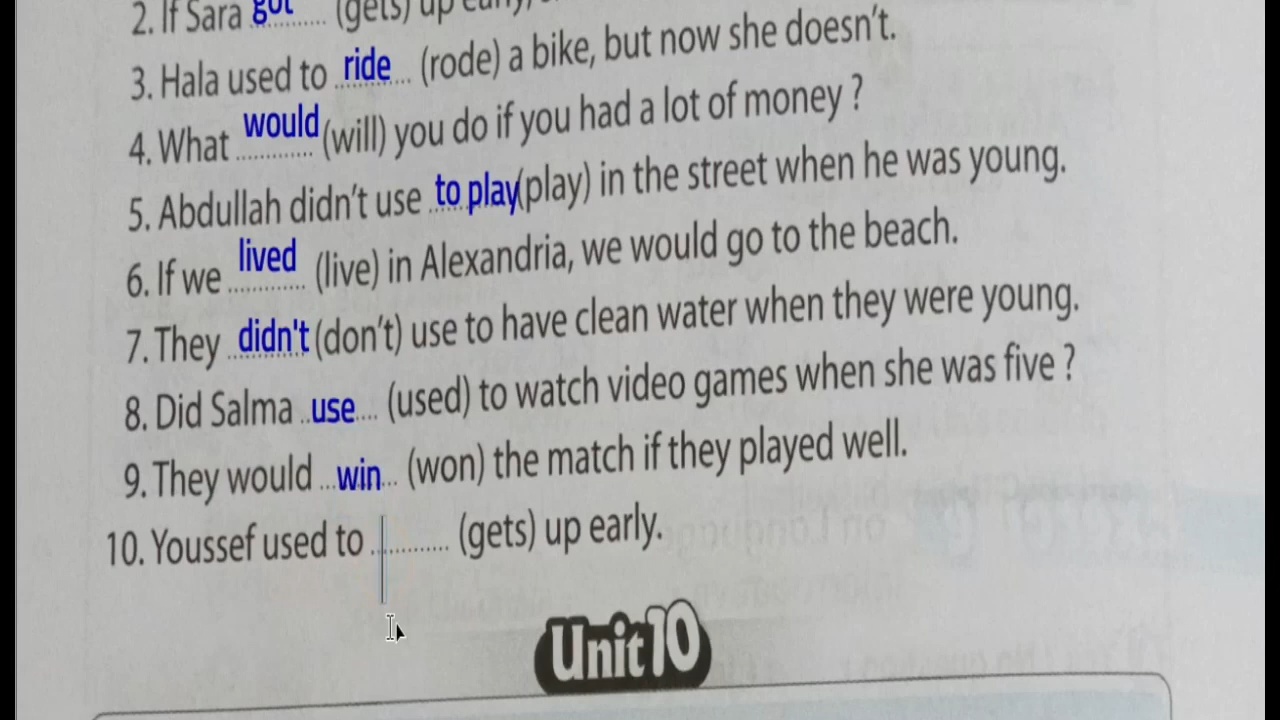 2. If Sara got (gets) up early,
3. Hala used to ride (rode) a bike, but now she doesn't.
4. What would (will) you do if you had a lot of money ?
5. Abdullah didn't use to play (play) in the street when he was young.
6. If we lived (live) in Alexandria, we would go to the beach.
7. They didn't (don't) use to have clean water when they were young.
8. Did Salma use (used) to watch video games when she was five ?
9. They would win (won) the match if they played well.
10. Youssef used to ............ (gets) up early.
Unit 10